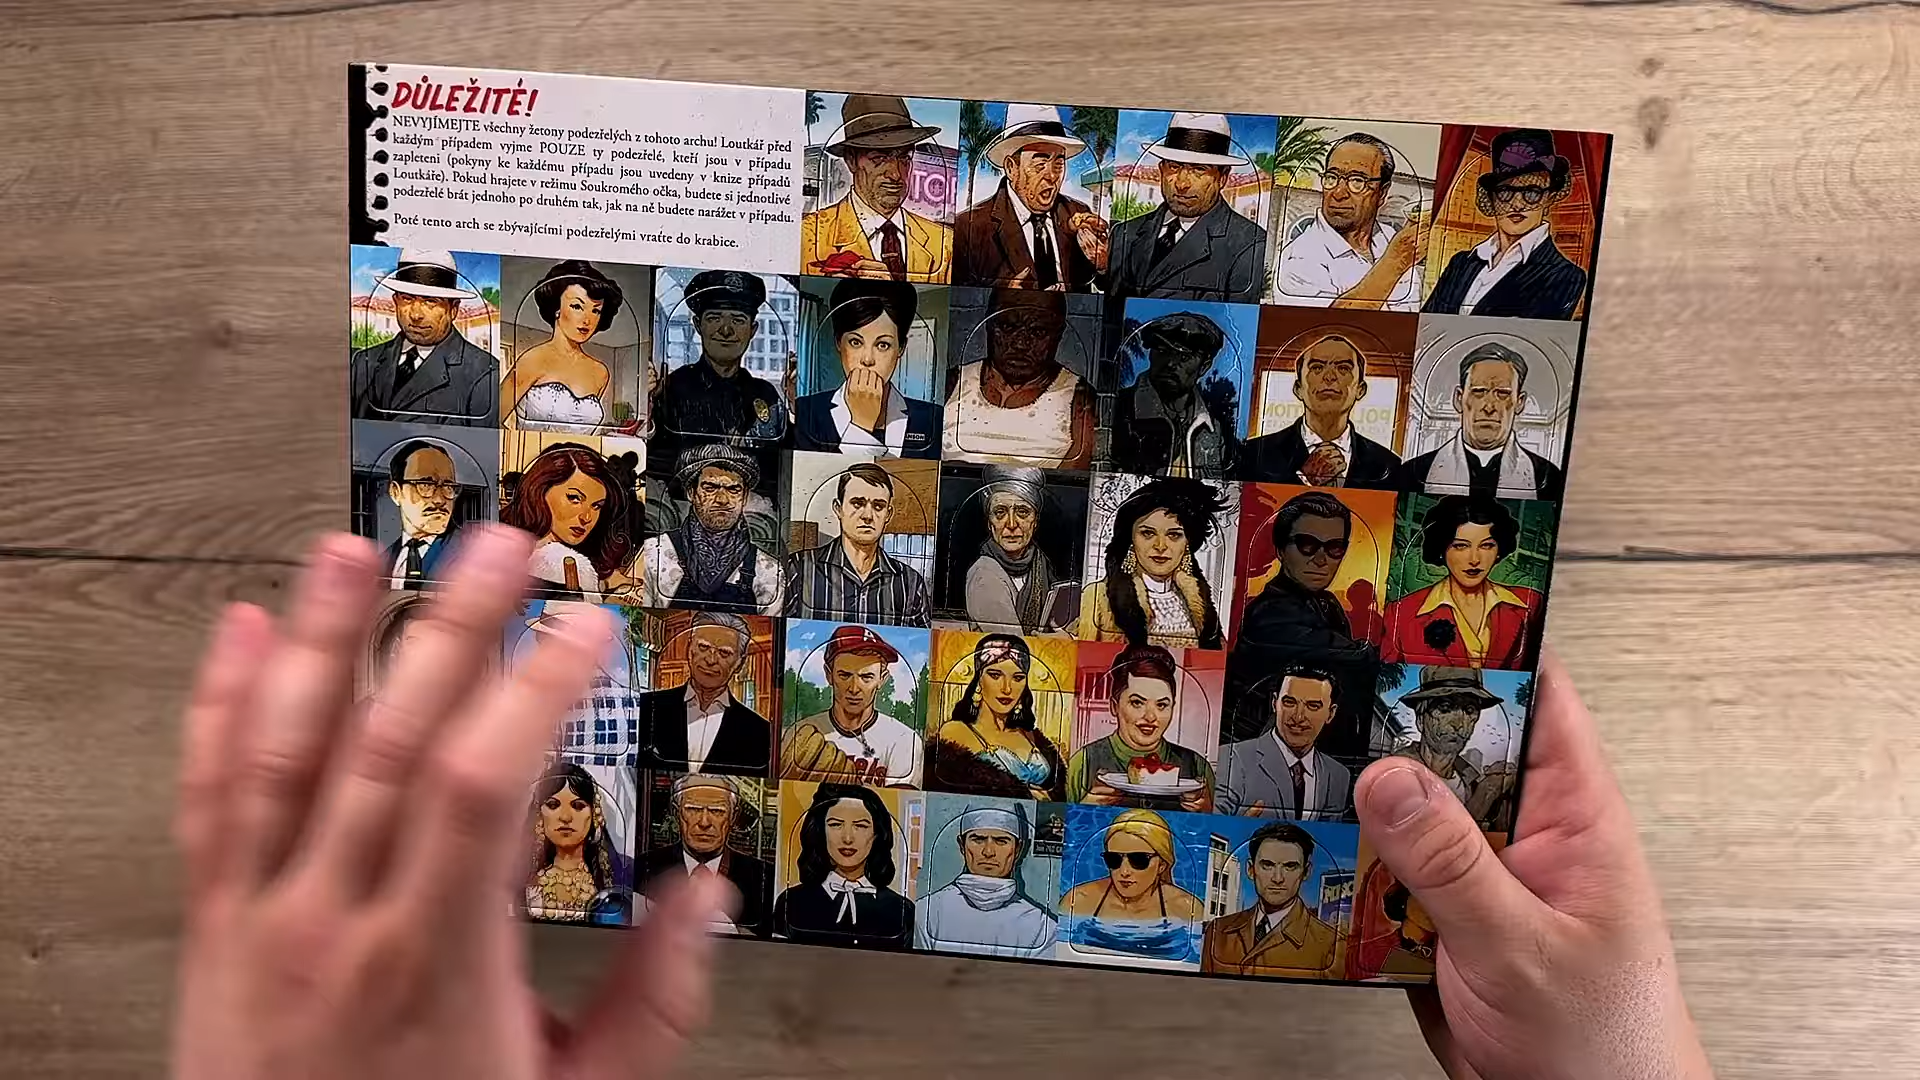 DŮLEŽITÉ!
NEVYJÍMEJTE všechny žetony podezřelých z tohoto archu! Loutkář před
každým případem vyjme POUZE ty podezřelé, kteří jsou v případu
zapleteni (pokyny ke každému případu jsou uvedeny v knize případů
Loutkáře). Pokud hrajete v režimu Soukromého očka, budete si jednotlivé
podezřelé brát jednoho po druhém tak, jak na ně budete narážet v případu.
Poté tento arch se zbývajícími podezřelými vraťte do krabice.